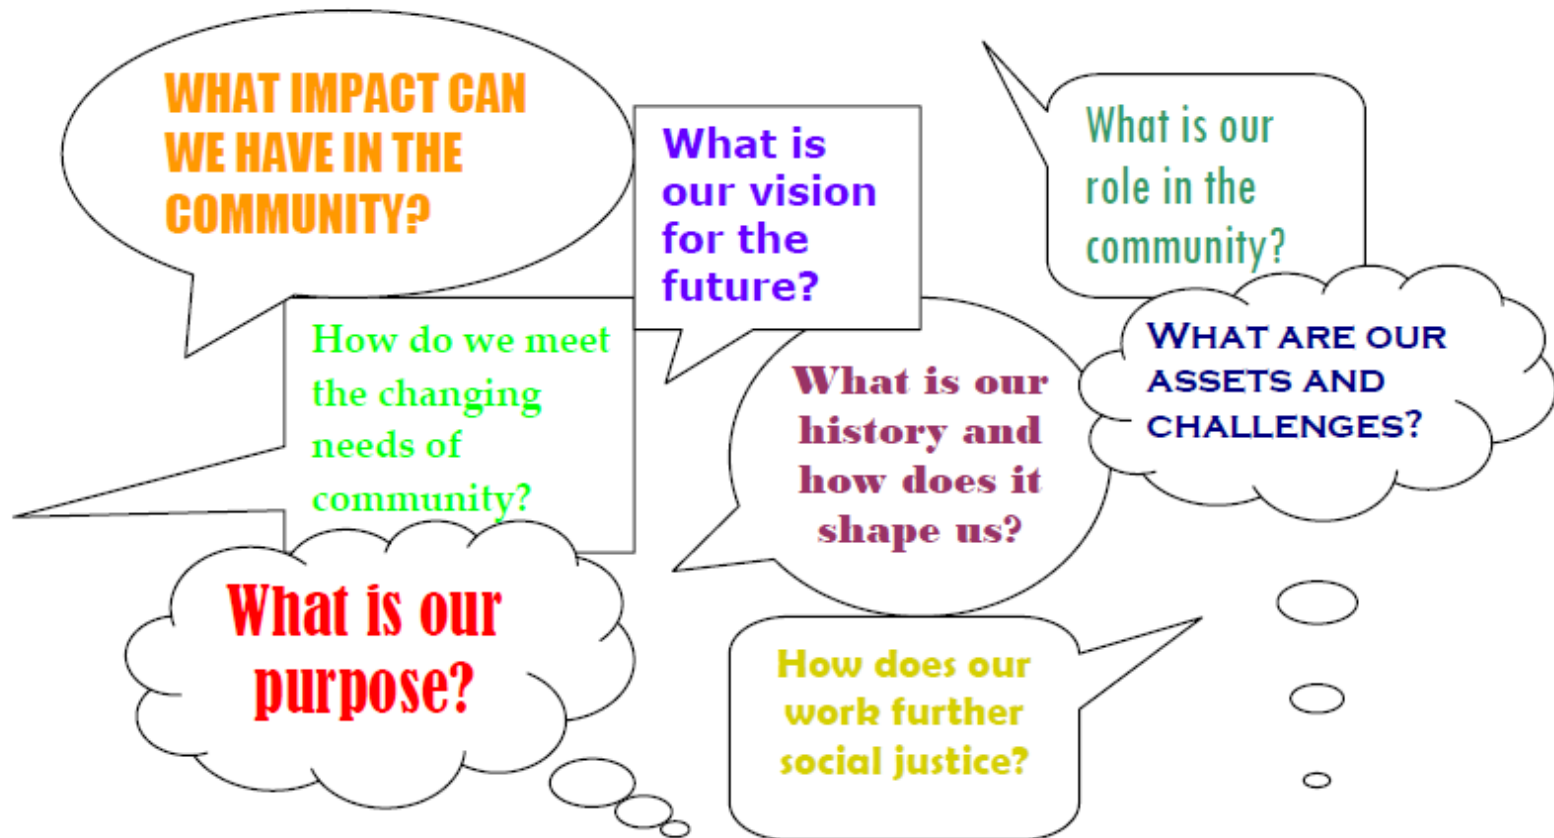 WHAT IMPACT CAN
WE HAVE IN THE
COMMUNITY?
What is
our vision
for the
future?
What is our
role in the
community?
How do we meet
the changing
needs of
community?
What is our
history and
how does it
shape us?
WHAT ARE OUR
ASSETS AND
CHALLENGES?
What is our
purpose?
How does our
work further
social justice?